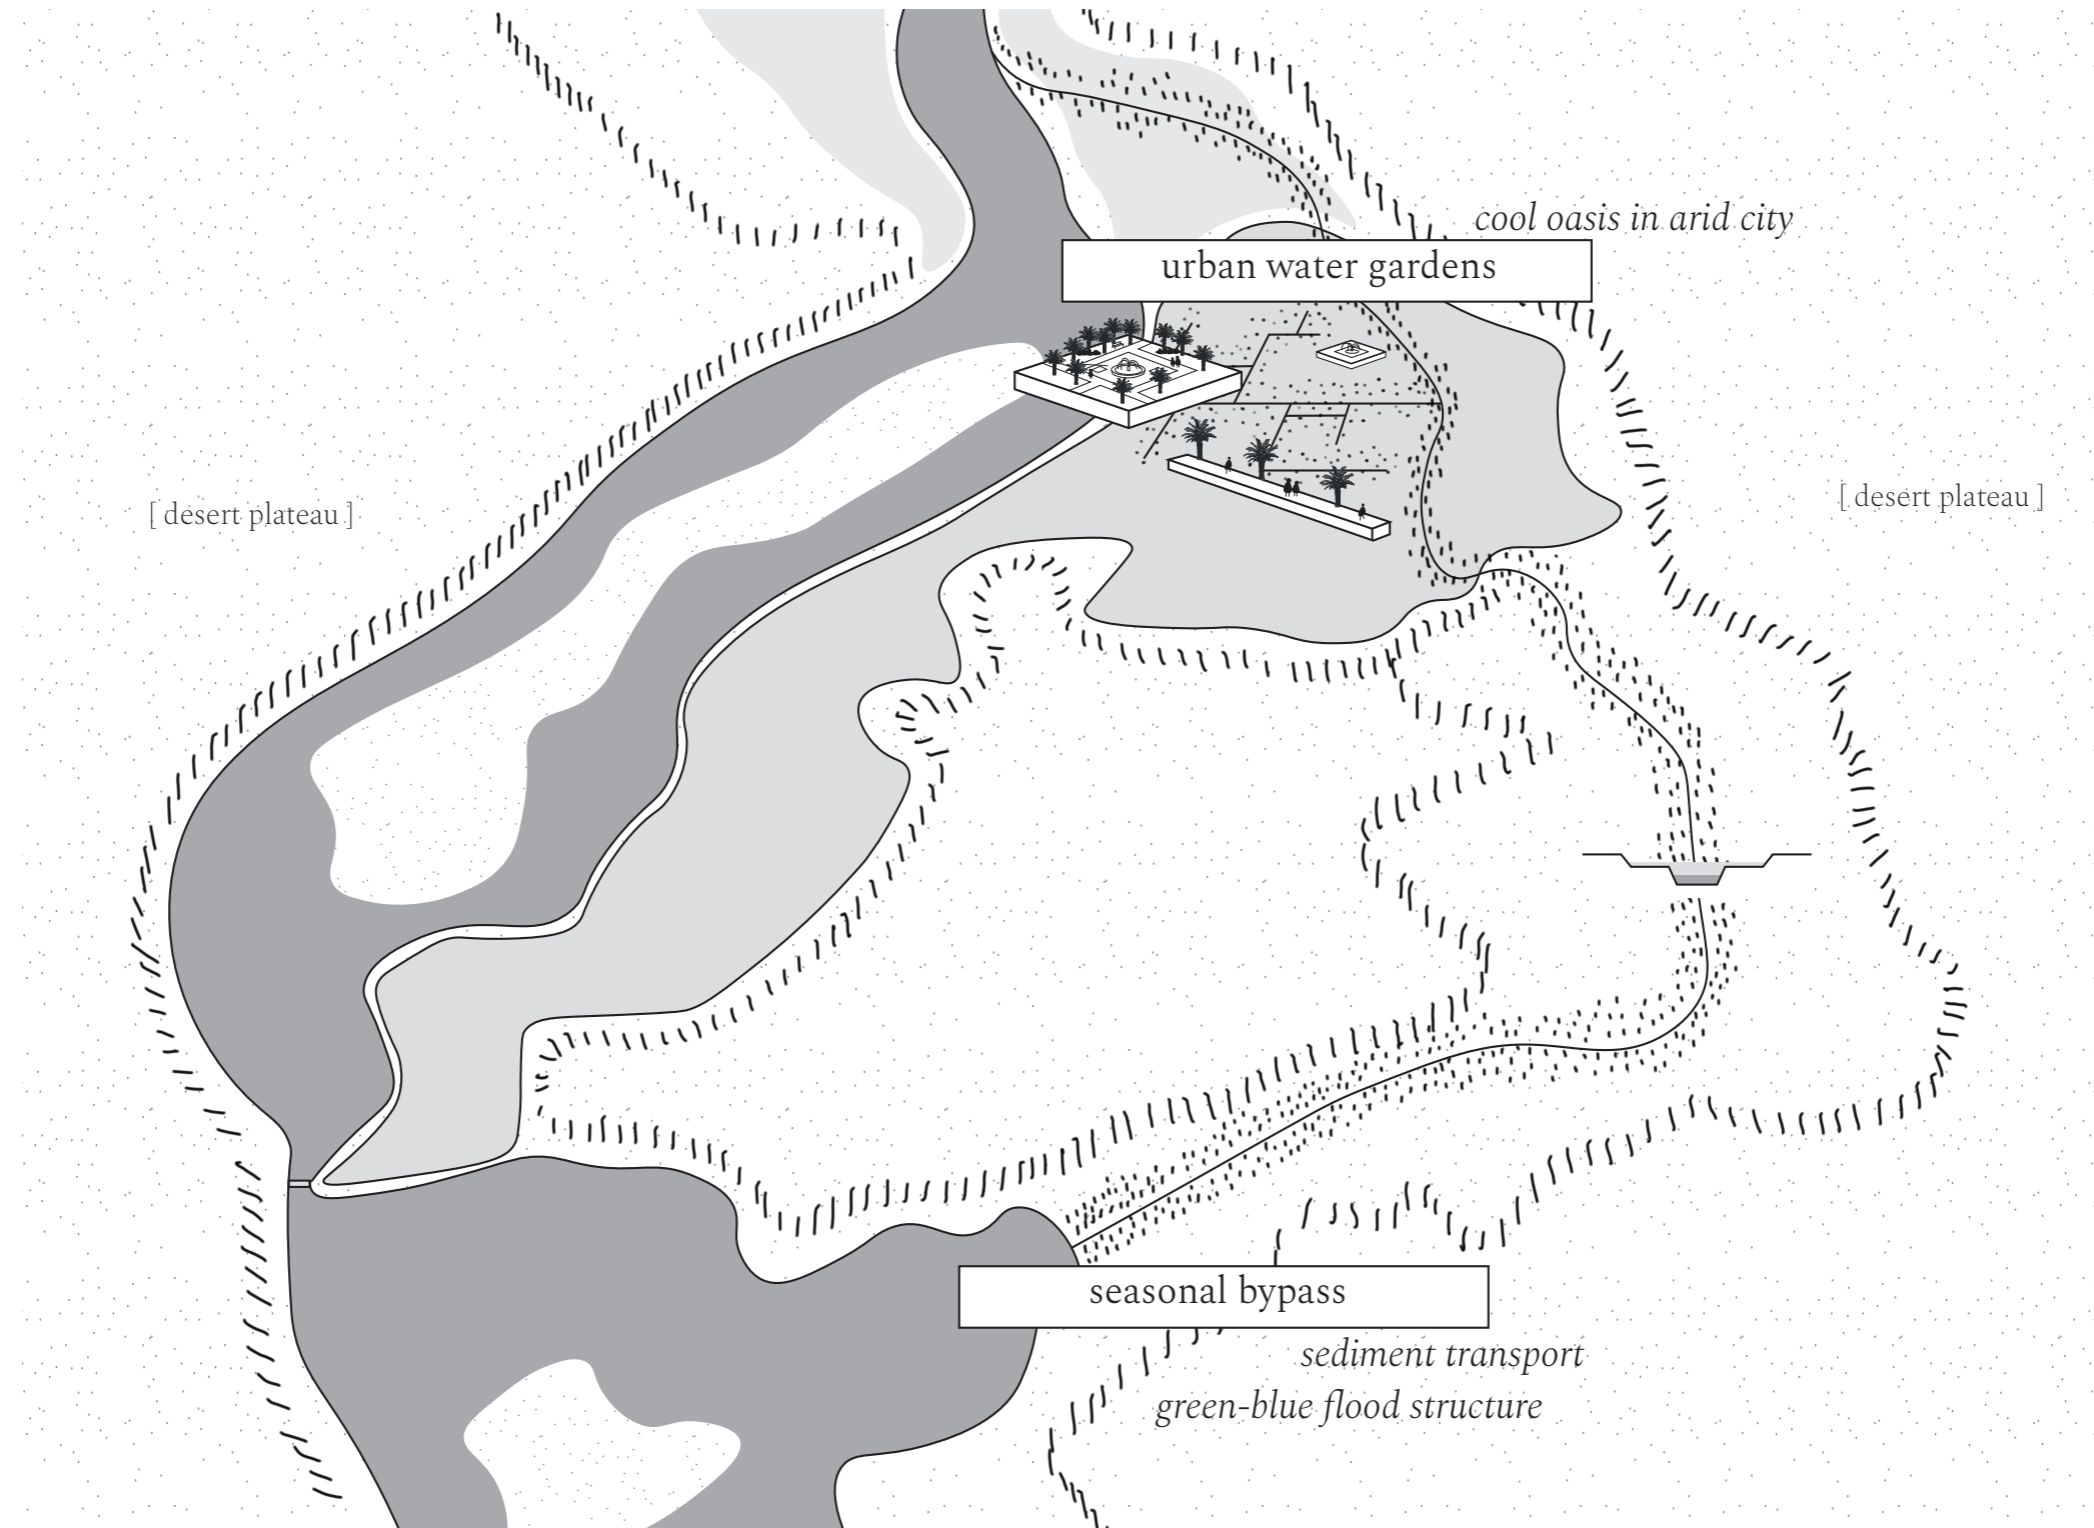 cool oasis in arid city
urban water gardens
[ desert plateau ]
[ desert plateau ]
seasonal bypass
sediment transport
green-blue flood structure